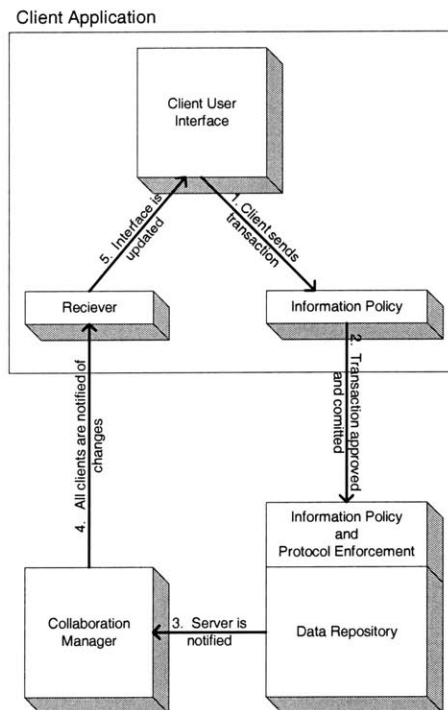 Client Application
Client User
Interface
5. Interface is
updated
1. Client sends
transaction
Reciever
Information Policy
2. Transaction approved
and comitted
4. All clients are notified of
changes
Information Policy
and
Protocol Enforcement
Collaboration
Manager
3. Server is
notified
Data Repository